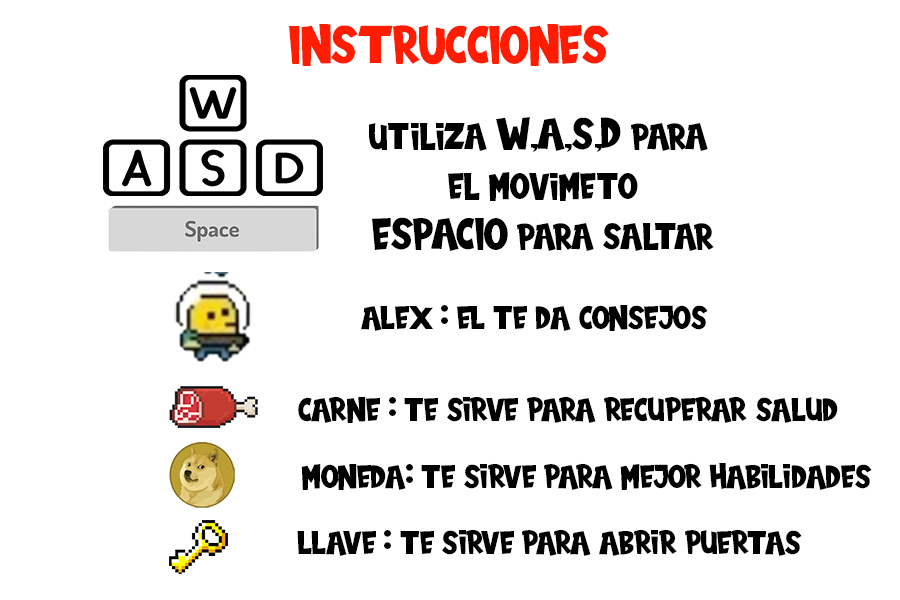 INSTRUCCIONES
W
UTILIZA W,A,S,D PARA
A S D
EL MOVIMETO
Space
ESPACIO PARA SALTAR
ALEX : EL TE DA CONSEJOS
CARNE : TE SIRVE PARA RECUPERAR SALUD
MONEDA: TE SIRVE PARA MEJOR HABILIDADES
LLAVE : TE SIRVE PARA ABRIR PUERTAS